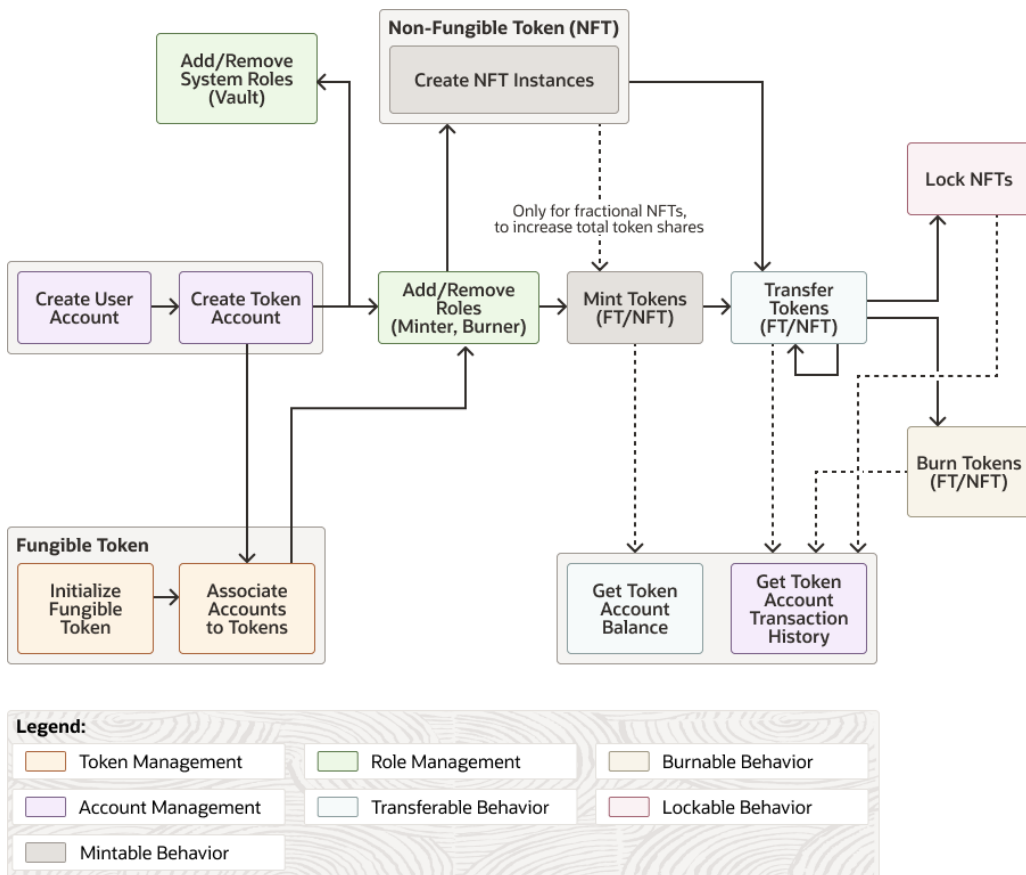 Non-Fungible Token (NFT)
Create NFT Instances
Add/Remove
System Roles
(Vault)
Lock NFTs
Only for fractional NFTs,
to increase total token shares
Create User
Account
Create Token
Account
Add/Remove
Roles
(Minter, Burner)
Mint Tokens
(FT/NFT)
Transfer
Tokens
(FT/NFT)
Burn Tokens
(FT/NFT)
Fungible Token
Initialize
Fungible
Token
Associate
Accounts
to Tokens
Get Token
Account
Balance
Get Token
Account
Transaction
History
Legend:
Token Management
Role Management
Burnable Behavior
Account Management
Transferable Behavior
Lockable Behavior
Mintable Behavior